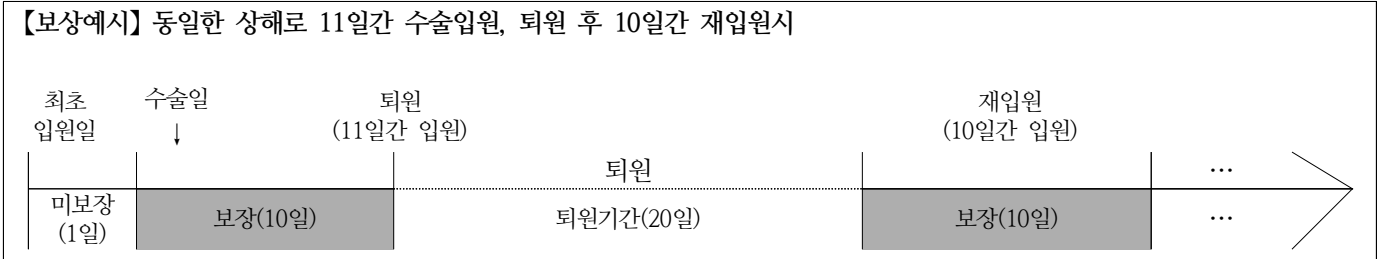 【보상예시】 동일한 상해로 11일간 수술입원, 퇴원 후 10일간 재입원시
최초 입원일
수술일
↓
퇴원
(11일간 입원)
재입원
(10일간 입원)
퇴원
…
미보장
(1일)
보장(10일)
퇴원기간(20일)
보장(10일)
…